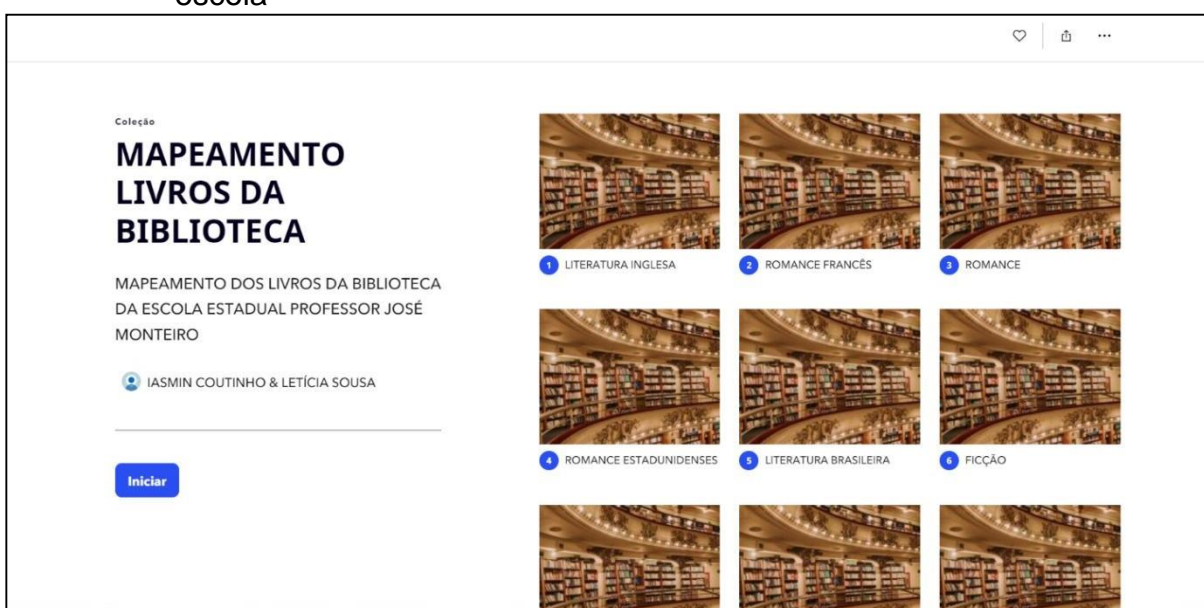 escola
Coleção
MAPEAMENTO
LIVROS DA
BIBLIOTECA
MAPEAMENTO DOS LIVROS DA BIBLIOTECA
DA ESCOLA ESTADUAL PROFESSOR JOSÉ
MONTEIRO
IASMIN COUTINHO & LETÍCIA SOUSA
Iniciar
1 LITERATURA INGLESA
2 ROMANCE FRANCÊS
3 ROMANCE
4 ROMANCE ESTADUNIDENSES
5 LITERATURA BRASILEIRA
6 FICÇÃO